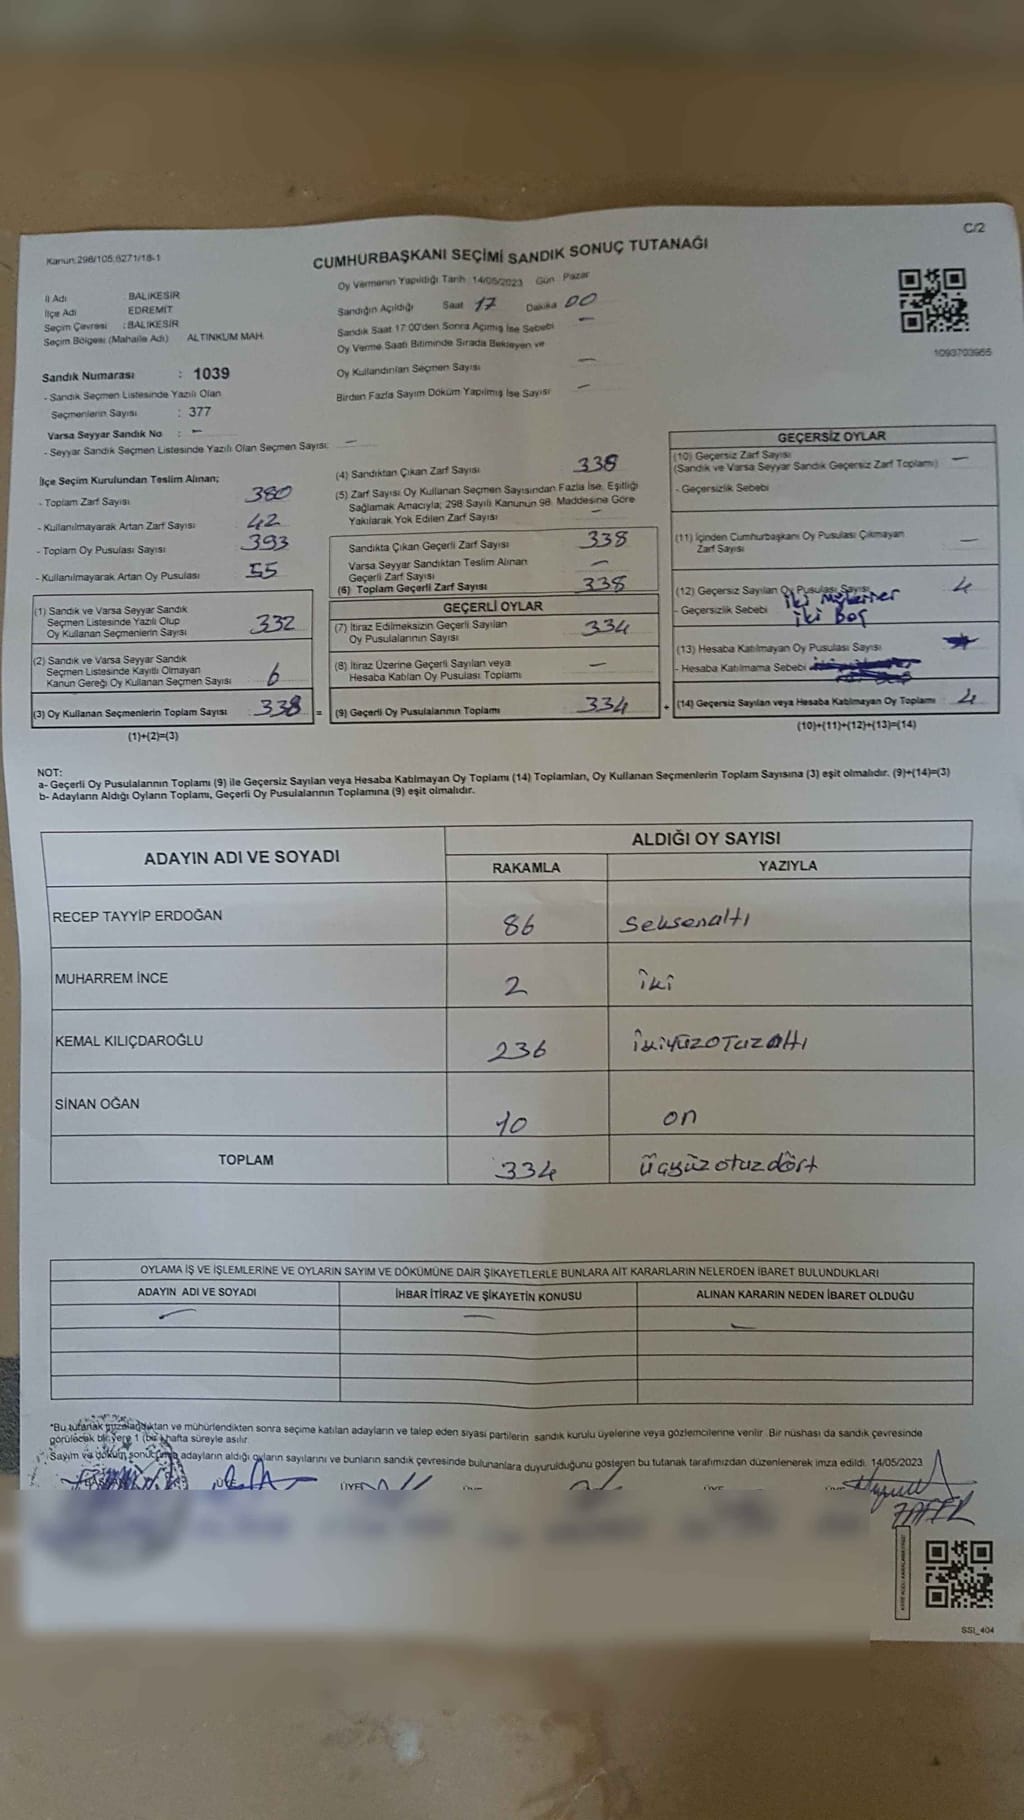 C/2
Kanun:298/105,6271/18-1
CUMHURBAŞKANI SEÇİMİ SANDIK SONUÇ TUTANAĞI
Oy Vermenin Yapıldığı Tarih : 14/05/2023 Gün : Pazar
İl Adı BALIKESİR
İlçe Adı EDREMİT
Seçim Çevresi : BALIKESİR
Seçim Bölgesi (Mahalle Adı) ALTINKUM MAH.
Sandığın Açıldığı Saat 17 Dakika 00
Sandık Saat 17:00'den Sonra Açımış İse Sebebi —
Oy Verme Saati Bitiminde Sırada Bekleyen ve
Oy Kullandırılan Seçmen Sayısı —
Birden Fazla Sayım Döküm Yapılmış İse Sayısı —
1093703965
Sandık Numarası : 1039
- Sandık Seçmen Listesinde Yazılı Olan
Seçmenlerin Sayısı : 377
Varsa Seyyar Sandık No : —
- Seyyar Sandık Seçmen Listesinde Yazılı Olan Seçmen Sayısı: —
İlçe Seçim Kurulundan Teslim Alınan;
- Toplam Zarf Sayısı 380
- Kullanılmayarak Artan Zarf Sayısı 42
- Toplam Oy Pusulası Sayısı 393
- Kullanılmayarak Artan Oy Pusulası 55
(1) Sandık ve Varsa Seyyar Sandık
Seçmen Listesinde Yazılı Olup
Oy Kullanan Seçmenlerin Sayısı 332
(2) Sandık ve Varsa Seyyar Sandık
Seçmen Listesinde Kayıtlı Olmayan
Kanun Gereği Oy Kullanan Seçmen Sayısı 6
(3) Oy Kullanan Seçmenlerin Toplam Sayısı 338 =
(1)+(2)=(3)
(4) Sandıktan Çıkan Zarf Sayısı 338
(5) Zarf Sayısı Oy Kullanan Seçmen Sayısından Fazla İse, Eşitliği
Sağlamak Amacıyla; 298 Sayılı Kanunun 98. Maddesine Göre
Yakılarak Yok Edilen Zarf Sayısı —
Sandıkta Çıkan Geçerli Zarf Sayısı 338
Varsa Seyyar Sandıktan Teslim Alınan
Geçerli Zarf Sayısı —
(6) Toplam Geçerli Zarf Sayısı 338
GEÇERLİ OYLAR
(7) İtiraz Edilmeksizin Geçerli Sayılan
Oy Pusulalarının Sayısı 334
(8) İtiraz Üzerine Geçerli Sayılan veya
Hesaba Katılan Oy Pusulası Toplamı —
(9) Geçerli Oy Pusulalarının Toplamı 334 +
GEÇERSİZ OYLAR
(10) Geçersiz Zarf Sayısı
(Sandık ve Varsa Seyyar Sandık Geçersiz Zarf Toplamı) —
- Geçersizlik Sebebi
(11) İçinden Cumhurbaşkanı Oy Pusulası Çıkmayan
Zarf Sayısı —
(12) Geçersiz Sayılan Oy Pusulası Sayısı 4
- Geçersizlik Sebebi iki
iki Boş
(13) Hesaba Katılmayan Oy Pusulası Sayısı
- Hesaba Katılmama Sebebi
(14) Geçersiz Sayılan veya Hesaba Katılmayan Oy Toplamı 4
(10)+(11)+(12)+(13)=(14)
NOT:
a- Geçerli Oy Pusulalarının Toplamı (9) ile Geçersiz Sayılan veya Hesaba Katılmayan Oy Toplamı (14) Toplamları, Oy Kullanan Seçmenlerin Toplam Sayısına (3) eşit olmalıdır. (9)+(14)=(3)
b- Adayların Aldığı Oyların Toplamı, Geçerli Oy Pusulalarının Toplamına (9) eşit olmalıdır.
ADAYIN ADI VE SOYADI ALDIĞI OY SAYISI
RAKAMLA YAZIYLA
RECEP TAYYİP ERDOĞAN 86 seksenaltı
MUHARREM İNCE 2 iki
KEMAL KILIÇDAROĞLU 236 ikiyüzotuzaltı
SİNAN OĞAN 10 on
TOPLAM 334 üçyüzotuzdört
OYLAMA İŞ VE İŞLEMLERİNE VE OYLARIN SAYIM VE DÖKÜMÜNE DAİR ŞİKAYETLERLE BUNLARA AİT KARARLARIN NELERDEN İBARET BULUNDUKLARI
ADAYIN ADI VE SOYADI İHBAR İTİRAZ VE ŞİKAYETİN KONUSU ALINAN KARARIN NEDEN İBARET OLDUĞU
— — —
*Bu tutanak imzalandıktan ve mühürlendikten sonra seçime katılan adayların ve talep eden siyasi partilerin sandık kurulu üyelerine veya gözlemcilerine verilir. Bir nüshası da sandık çevresinde
görülecek bir yere 1 (bir) hafta süreyle asılır.
Sayım ve döküm sonucunda adayların aldığı oyların sayılarını ve bunların sandık çevresinde bulunanlara duyurulduğunu gösteren bu tutanak tarafımızdan düzenlenerek imza edildi. 14/05/2023
BAŞKAN ÜYE ÜYE ÜYE ÜYE ÜYE
ZAFER
SSI_404